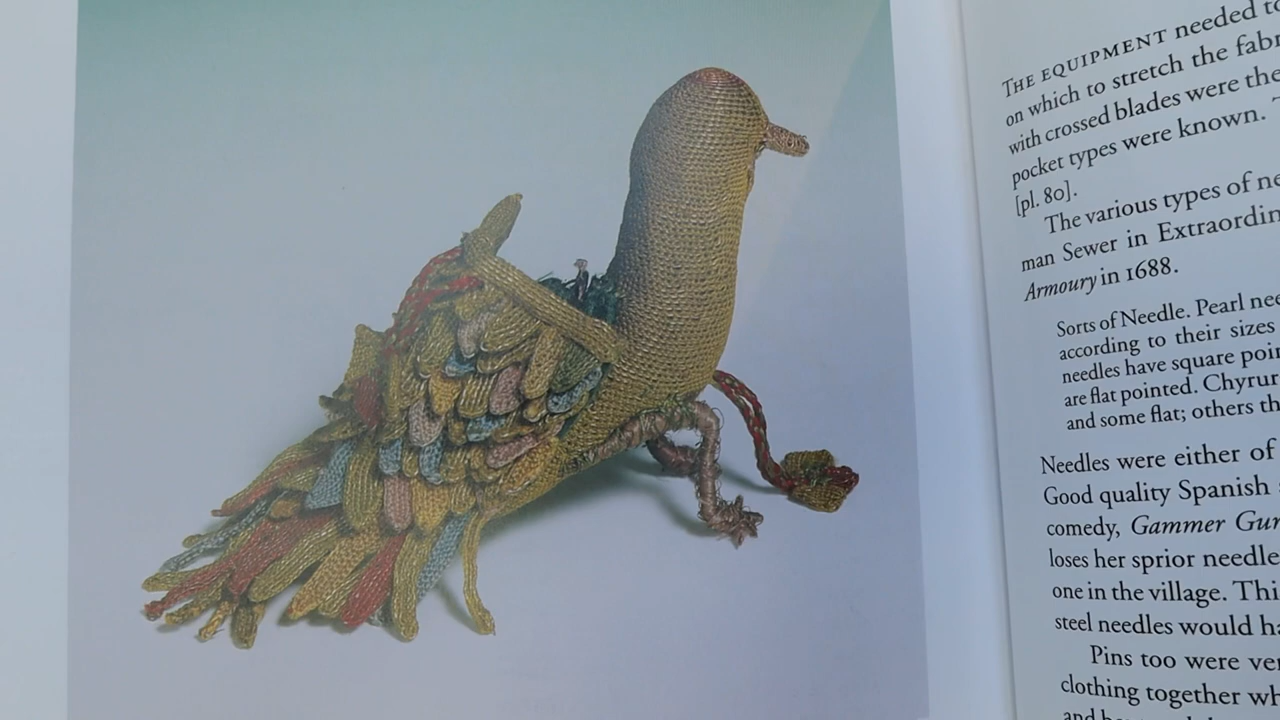 THE EQUIPMENT needed to
on which to stretch the fabr
with crossed blades were the
pocket types were known. T
[pl. 80].
The various types of ne
man Sewer in Extraordin
Armoury in 1688.
Sorts of Needle. Pearl nee
according to their sizes
needles have square poin
are flat pointed. Chyrur
and some flat; others th
Needles were either of
Good quality Spanish
comedy, Gammer Gur
loses her sprior needle
one in the village. Thi
steel needles would ha
Pins too were ver
clothing together wh
and